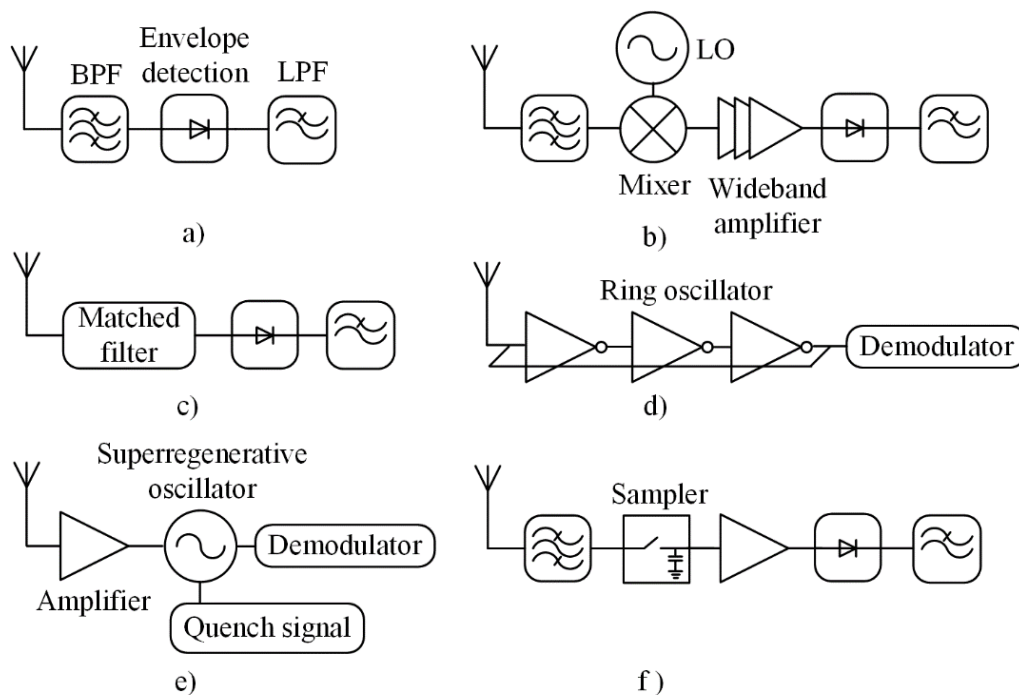 Envelope
detection
BPF
LPF
a)
LO
Mixer
Wideband
amplifier
b)
Matched
filter
c)
Ring oscillator
Demodulator
d)
Superregenerative
oscillator
Demodulator
Amplifier
Quench signal
e)
Sampler
f )